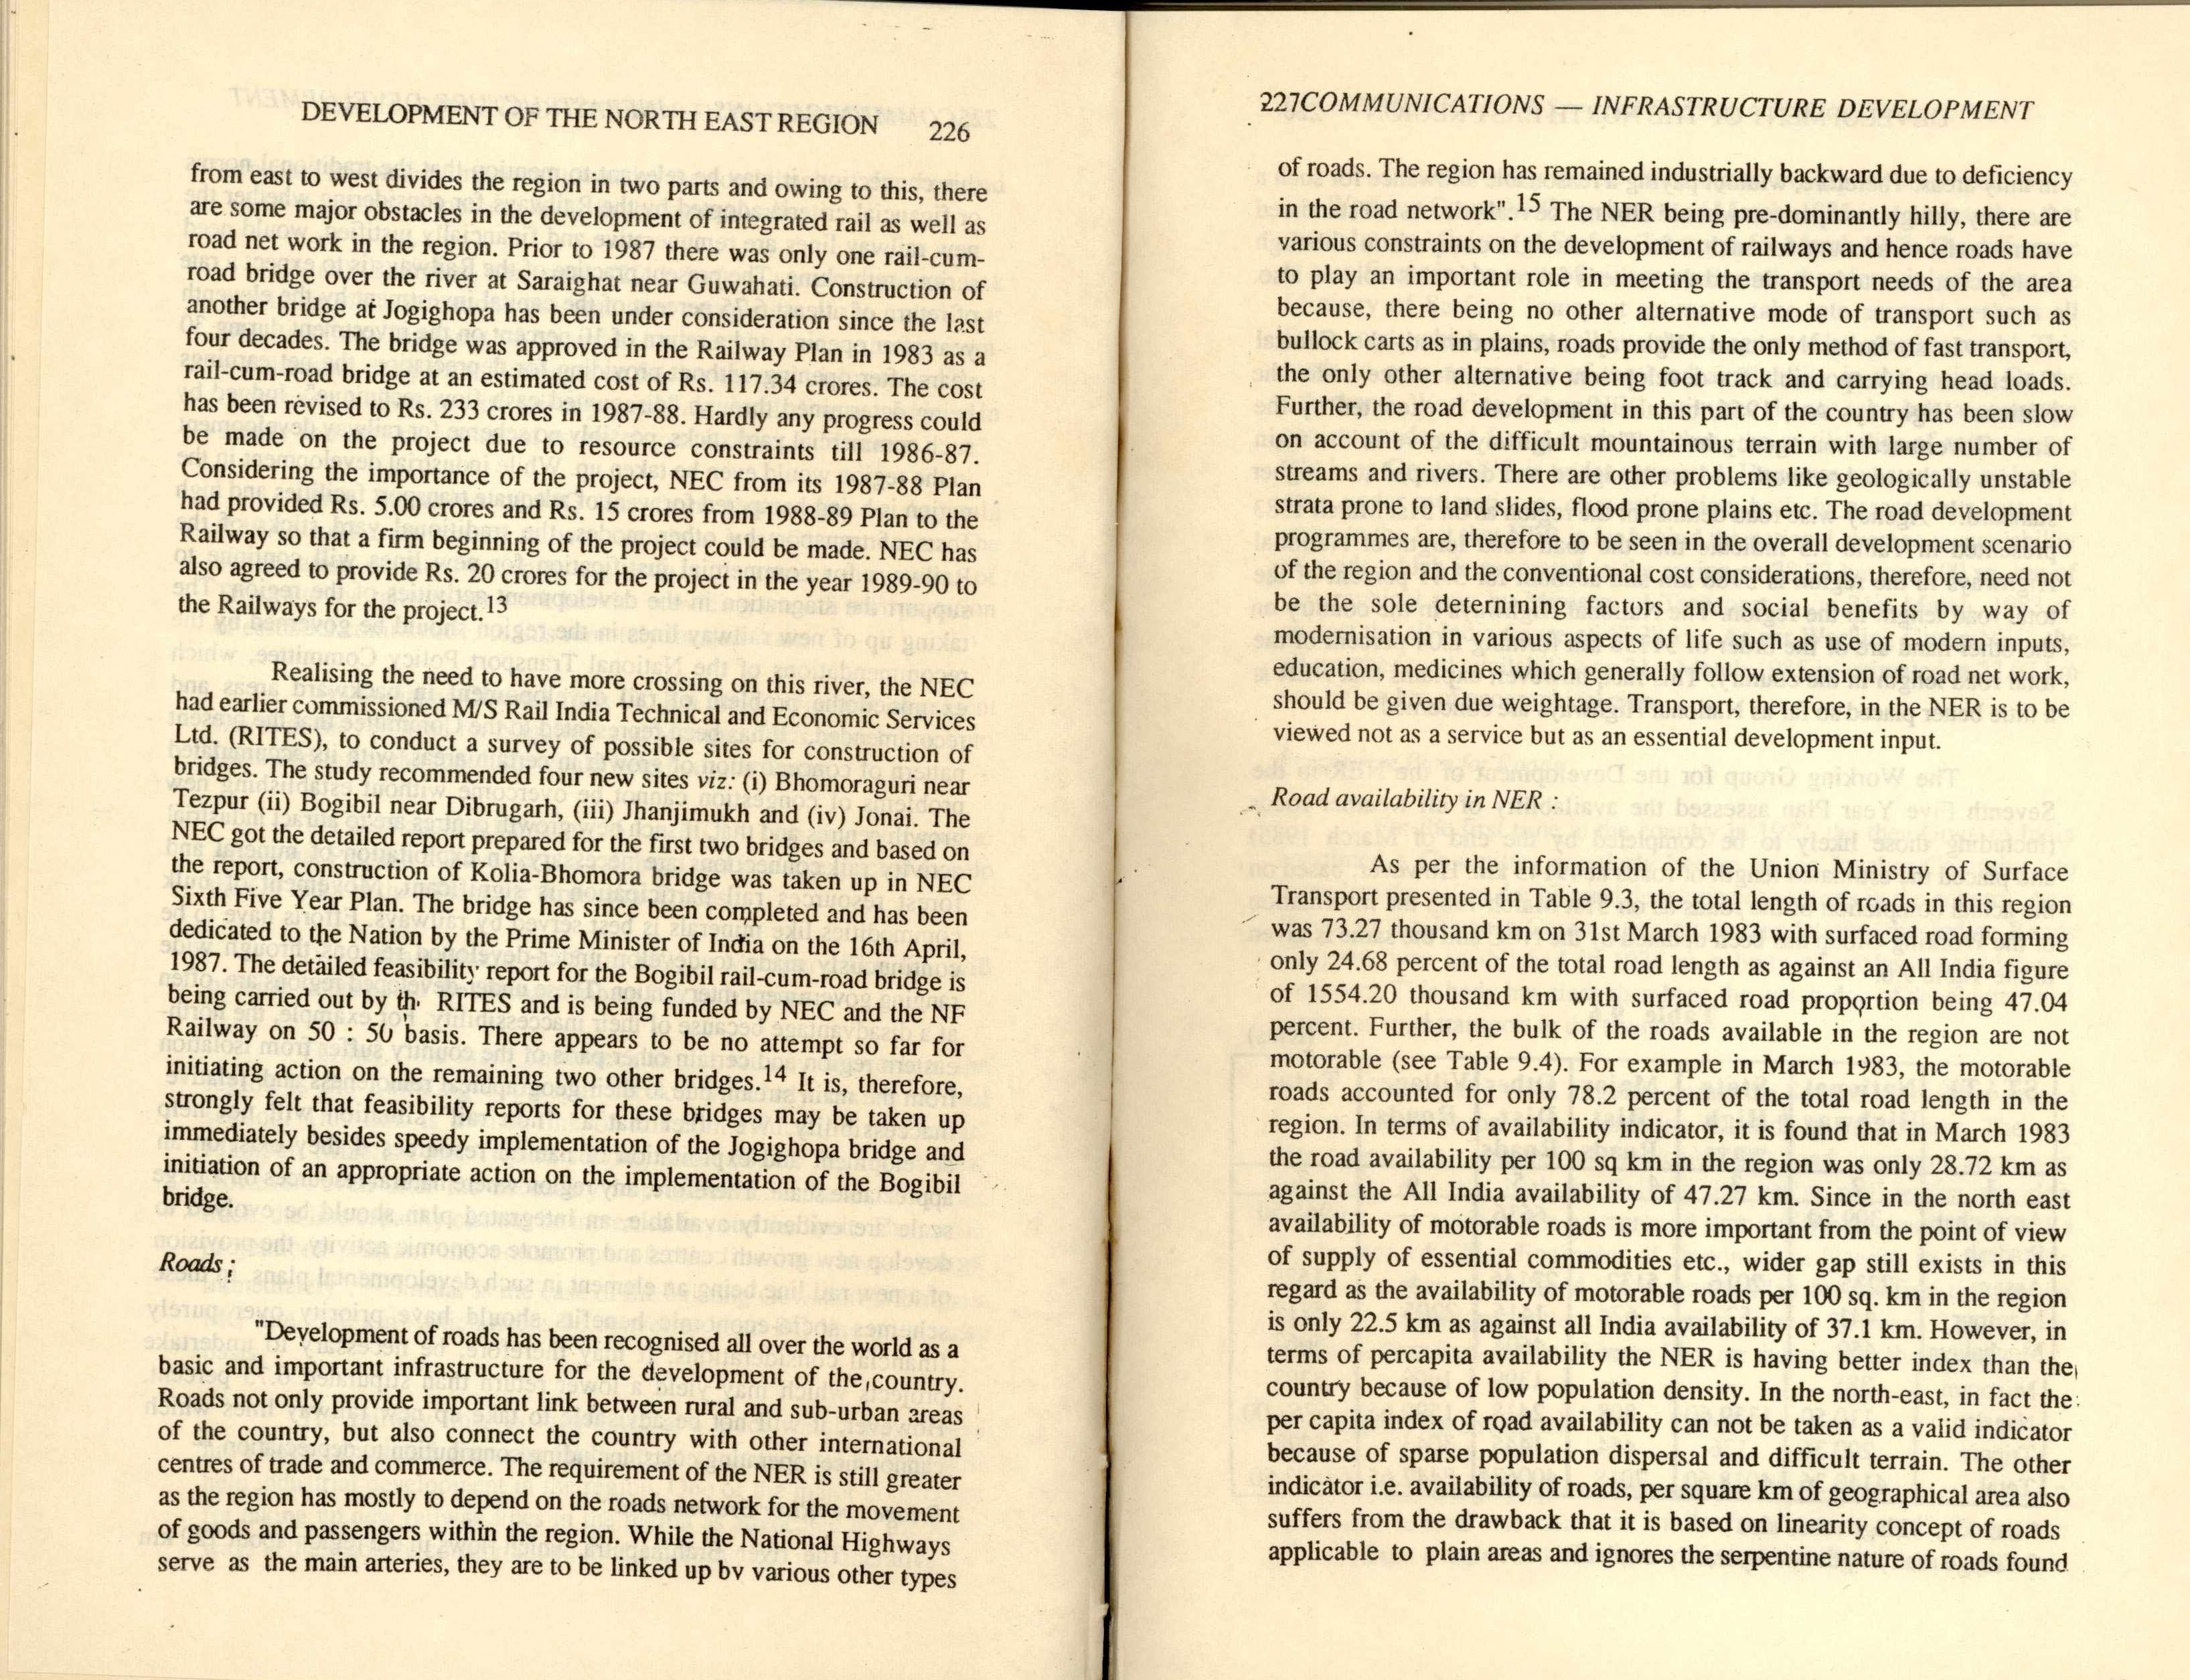 DEVELOPMENT OF THE NORTH EAST REGION 226
from east to west divides the region in two parts and owing to this, there
are some major obstacles in the development of integrated rail as well as
road net work in the region. Prior to 1987 there was only one rail-cum-
road bridge over the river at Saraighat near Guwahati. Construction of
another bridge at Jogighopa has been under consideration since the last
four decades. The bridge was approved in the Railway Plan in 1983 as a
rail-cum-road bridge at an estimated cost of Rs. 117.34 crores. The cost
has been revised to Rs. 233 crores in 1987-88. Hardly any progress could
be made on the project due to resource constraints till 1986-87.
Considering the importance of the project, NEC from its 1987-88 Plan
had provided Rs. 5.00 crores and Rs. 15 crores from 1988-89 Plan to the
Railway so that a firm beginning of the project could be made. NEC has
also agreed to provide Rs. 20 crores for the project in the year 1989-90 to
the Railways for the project.13
Realising the need to have more crossing on this river, the NEC
had earlier commissioned M/S Rail India Technical and Economic Services
Ltd. (RITES), to conduct a survey of possible sites for construction of
bridges. The study recommended four new sites viz: (i) Bhomoraguri near
Tezpur (ii) Bogibil near Dibrugarh, (iii) Jhanjimukh and (iv) Jonai. The
NEC got the detailed report prepared for the first two bridges and based on
the report, construction of Kolia-Bhomora bridge was taken up in NEC
Sixth Five Year Plan. The bridge has since been completed and has been
dedicated to the Nation by the Prime Minister of India on the 16th April,
1987. The detailed feasibility report for the Bogibil rail-cum-road bridge is
being carried out by th RITES and is being funded by NEC and the NF
Railway on 50 : 50 basis. There appears to be no attempt so far for
initiating action on the remaining two other bridges.14 It is, therefore,
strongly felt that feasibility reports for these bridges may be taken up
immediately besides speedy implementation of the Jogighopa bridge and
initiation of an appropriate action on the implementation of the Bogibil
bridge.
Roads ;
"Development of roads has been recognised all over the world as a
basic and important infrastructure for the development of the country.
Roads not only provide important link between rural and sub-urban areas
of the country, but also connect the country with other international
centres of trade and commerce. The requirement of the NER is still greater
as the region has mostly to depend on the roads network for the movement
of goods and passengers within the region. While the National Highways
serve as the main arteries, they are to be linked up by various other types
227COMMUNICATIONS — INFRASTRUCTURE DEVELOPMENT
of roads. The region has remained industrially backward due to deficiency
in the road network".15 The NER being pre-dominantly hilly, there are
various constraints on the development of railways and hence roads have
to play an important role in meeting the transport needs of the area
because, there being no other alternative mode of transport such as
bullock carts as in plains, roads provide the only method of fast transport,
the only other alternative being foot track and carrying head loads.
Further, the road development in this part of the country has been slow
on account of the difficult mountainous terrain with large number of
streams and rivers. There are other problems like geologically unstable
strata prone to land slides, flood prone plains etc. The road development
programmes are, therefore to be seen in the overall development scenario
of the region and the conventional cost considerations, therefore, need not
be the sole deternining factors and social benefits by way of
modernisation in various aspects of life such as use of modern inputs,
education, medicines which generally follow extension of road net work,
should be given due weightage. Transport, therefore, in the NER is to be
viewed not as a service but as an essential development input.
Road availability in NER :
As per the information of the Union Ministry of Surface
Transport presented in Table 9.3, the total length of roads in this region
was 73.27 thousand km on 31st March 1983 with surfaced road forming
only 24.68 percent of the total road length as against an All India figure
of 1554.20 thousand km with surfaced road proportion being 47.04
percent. Further, the bulk of the roads available in the region are not
motorable (see Table 9.4). For example in March 1983, the motorable
roads accounted for only 78.2 percent of the total road length in the
region. In terms of availability indicator, it is found that in March 1983
the road availability per 100 sq km in the region was only 28.72 km as
against the All India availability of 47.27 km. Since in the north east
availability of motorable roads is more important from the point of view
of supply of essential commodities etc., wider gap still exists in this
regard as the availability of motorable roads per 100 sq. km in the region
is only 22.5 km as against all India availability of 37.1 km. However, in
terms of percapita availability the NER is having better index than the
country because of low population density. In the north-east, in fact the
per capita index of road availability can not be taken as a valid indicator
because of sparse population dispersal and difficult terrain. The other
indicator i.e. availability of roads, per square km of geographical area also
suffers from the drawback that it is based on linearity concept of roads
applicable to plain areas and ignores the serpentine nature of roads found